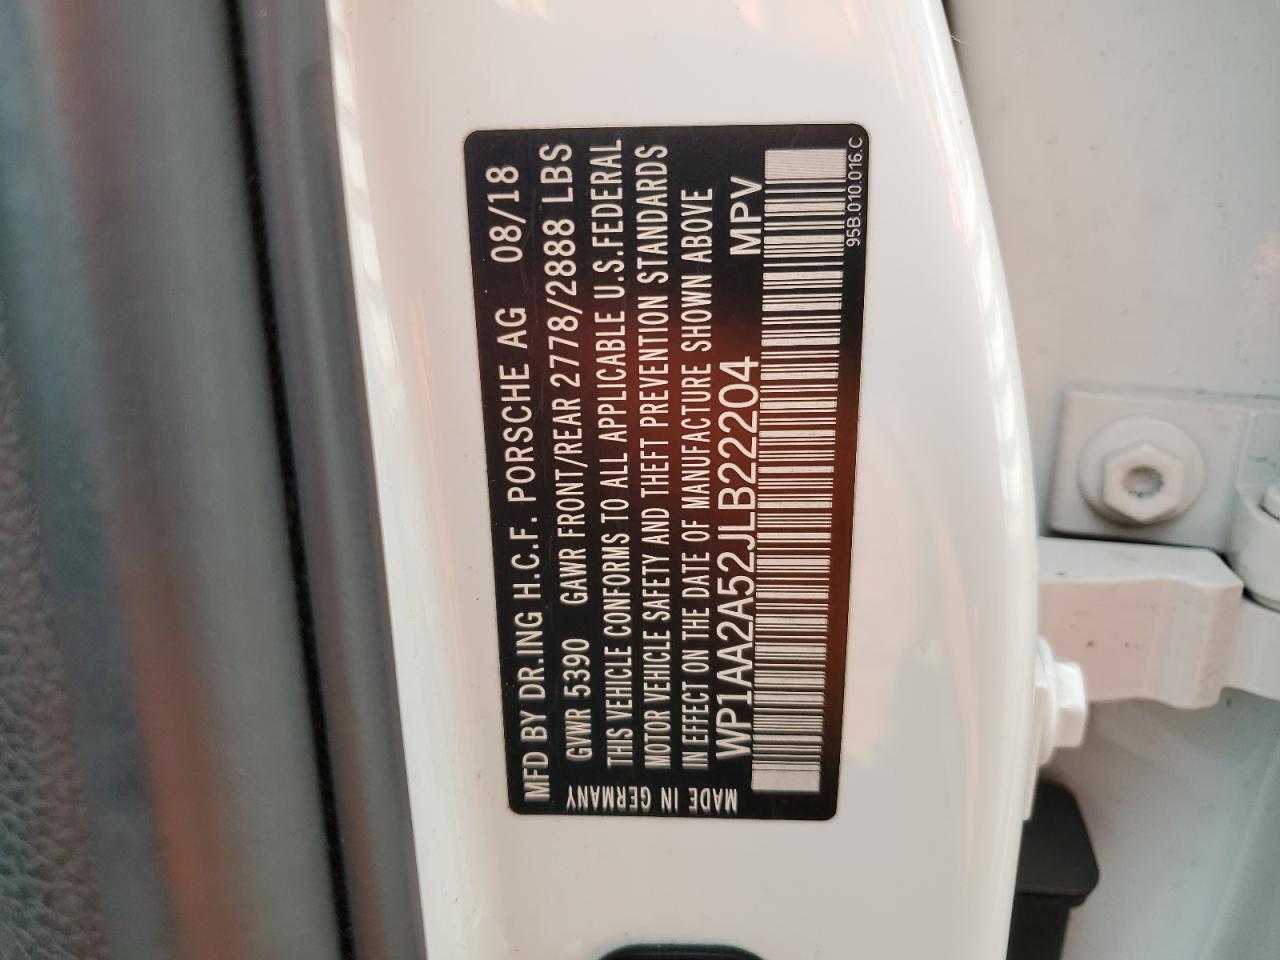 MFD BY DR.ING H.C.F. PORSCHE AG 08/18
GVWR 5390 GAWR FRONT/REAR 2778/2888 LBS
THIS VEHICLE CONFORMS TO ALL APPLICABLE U.S.FEDERAL
MOTOR VEHICLE SAFETY AND THEFT PREVENTION STANDARDS
IN EFFECT ON THE DATE OF MANUFACTURE SHOWN ABOVE
WP1AA2A52JLB22204 MPV
MADE IN GERMANY
95B.010.016.C